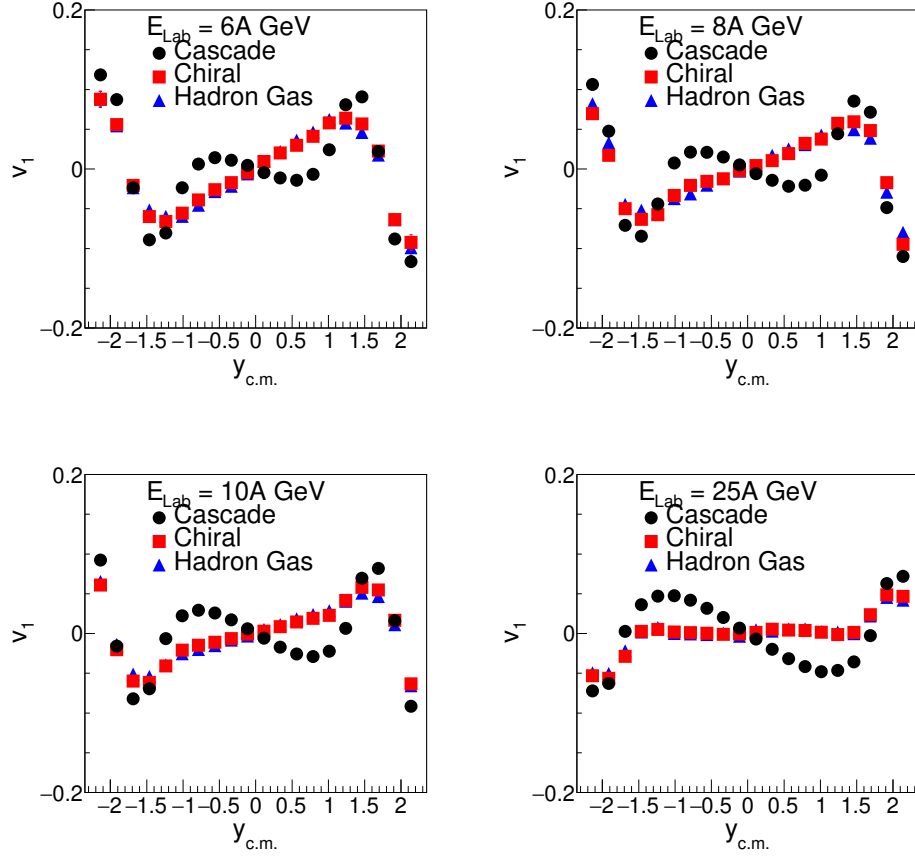 E_Lab = 6A GeV
Cascade
Chiral
Hadron Gas
0.2
0
−0.2
v_1
−2 −1.5 −1 −0.5 0 0.5 1 1.5 2
y_c.m.
E_Lab = 8A GeV
Cascade
Chiral
Hadron Gas
0.2
0
−0.2
v_1
−2 −1.5 −1 −0.5 0 0.5 1 1.5 2
y_c.m.
E_Lab = 10A GeV
Cascade
Chiral
Hadron Gas
0.2
0
−0.2
v_1
−2 −1.5 −1 −0.5 0 0.5 1 1.5 2
y_c.m.
E_Lab = 25A GeV
Cascade
Chiral
Hadron Gas
0.2
0
−0.2
v_1
−2 −1.5 −1 −0.5 0 0.5 1 1.5 2
y_c.m.